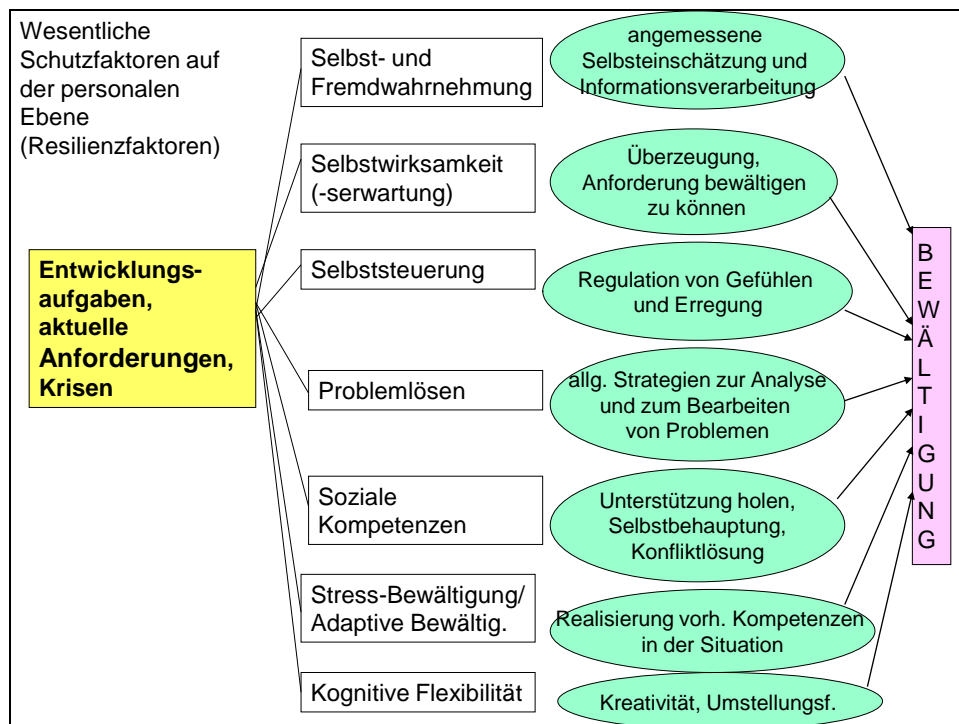 Wesentliche
Schutzfaktoren auf
der personalen
Ebene
(Resilienzfaktoren)
Entwicklungs-
aufgaben,
aktuelle
Anforderungen,
Krisen
Selbst- und
Fremdwahrnehmung
angemessene
Selbsteinschätzung und
Informationsverarbeitung
Selbstwirksamkeit
(-serwartung)
Überzeugung,
Anforderung bewältigen
zu können
Selbststeuerung
Regulation von Gefühlen
und Erregung
Problemlösen
allg. Strategien zur Analyse
und zum Bearbeiten
von Problemen
Soziale
Kompetenzen
Unterstützung holen,
Selbstbehauptung,
Konfliktlösung
Stress-Bewältigung/
Adaptive Bewältig.
Realisierung vorh. Kompetenzen
in der Situation
Kognitive Flexibilität
Kreativität, Umstellungsf.
B
E
W
Ä
L
T
I
G
U
N
G